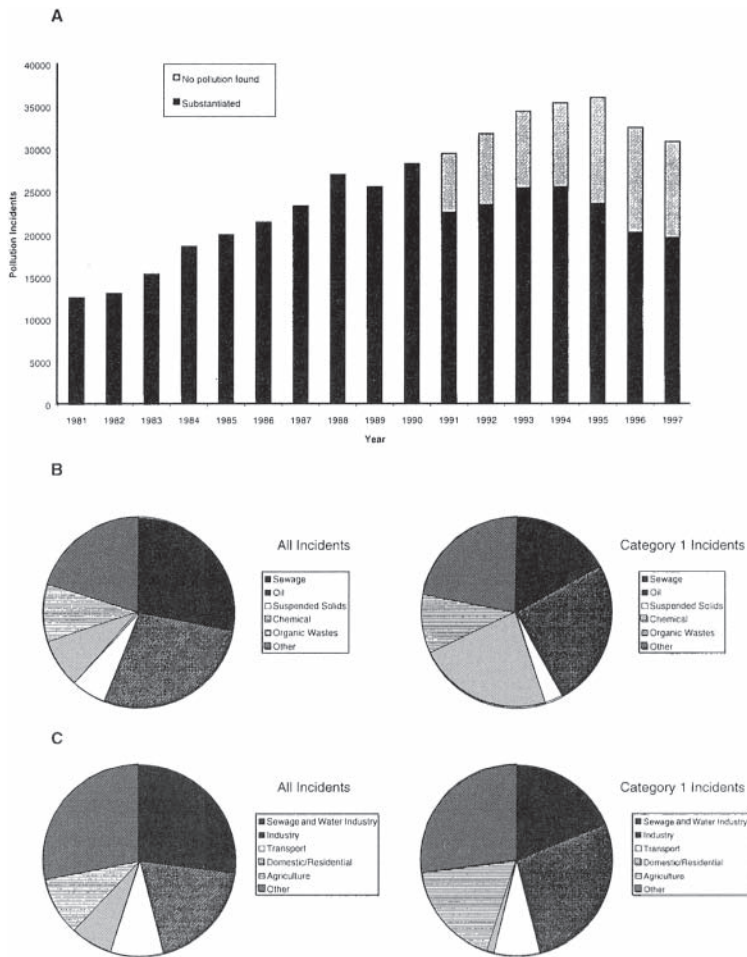 A
40000
35000
30000
25000
20000
15000
10000
5000
0
Pollution Incidents
No pollution found
Substantiated
1981 1982 1983 1984 1985 1986 1987 1988 1989 1990 1991 1992 1993 1994 1995 1996 1997
Year
B
All Incidents
Sewage
Oil
Suspended Solids
Chemical
Organic Wastes
Other
Category 1 Incidents
Sewage
Oil
Suspended Solids
Chemical
Organic Wastes
Other
C
All Incidents
Sewage and Water Industry
Industry
Transport
Domestic/Residential
Agriculture
Other
Category 1 Incidents
Sewage and Water Industry
Industry
Transport
Domestic/Residential
Agriculture
Other